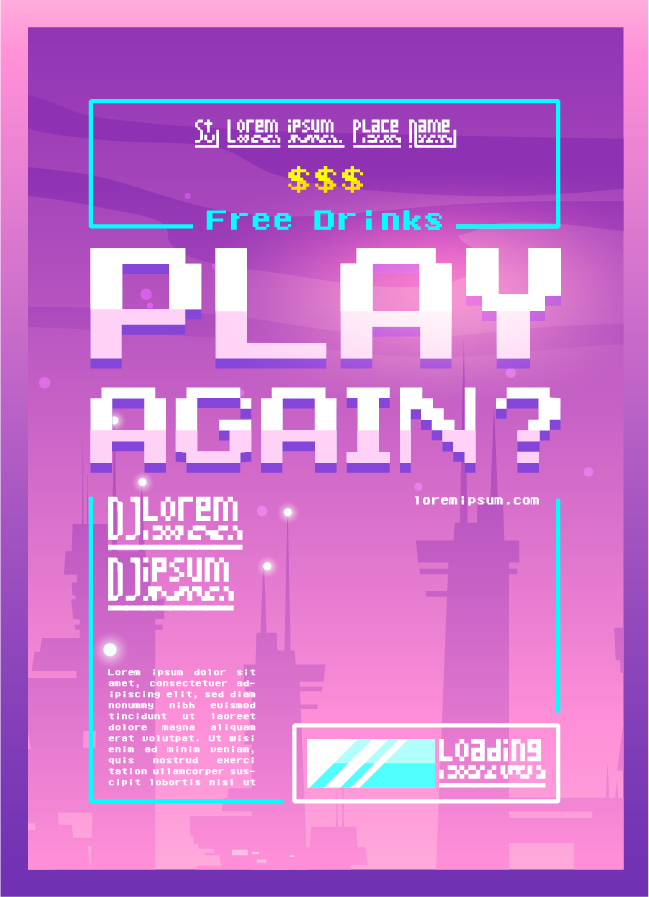 St Lorem ipsum place name
$$$
Free Drinks
PLAY
AGAIN?
loremipsum.com
DJ Lorem
DJ ipsum
Lorem ipsum dolor sit
amet, consectetuer ad-
ipiscing elit, sed diam
nonummy nibh euismod
tincidunt ut laoreet
dolore magna aliquam
erat volutpat. Ut wisi
enim ad minim veniam,
quis nostrud exerci
tation ullamcorper sus-
cipit lobortis nisl ut
Loading